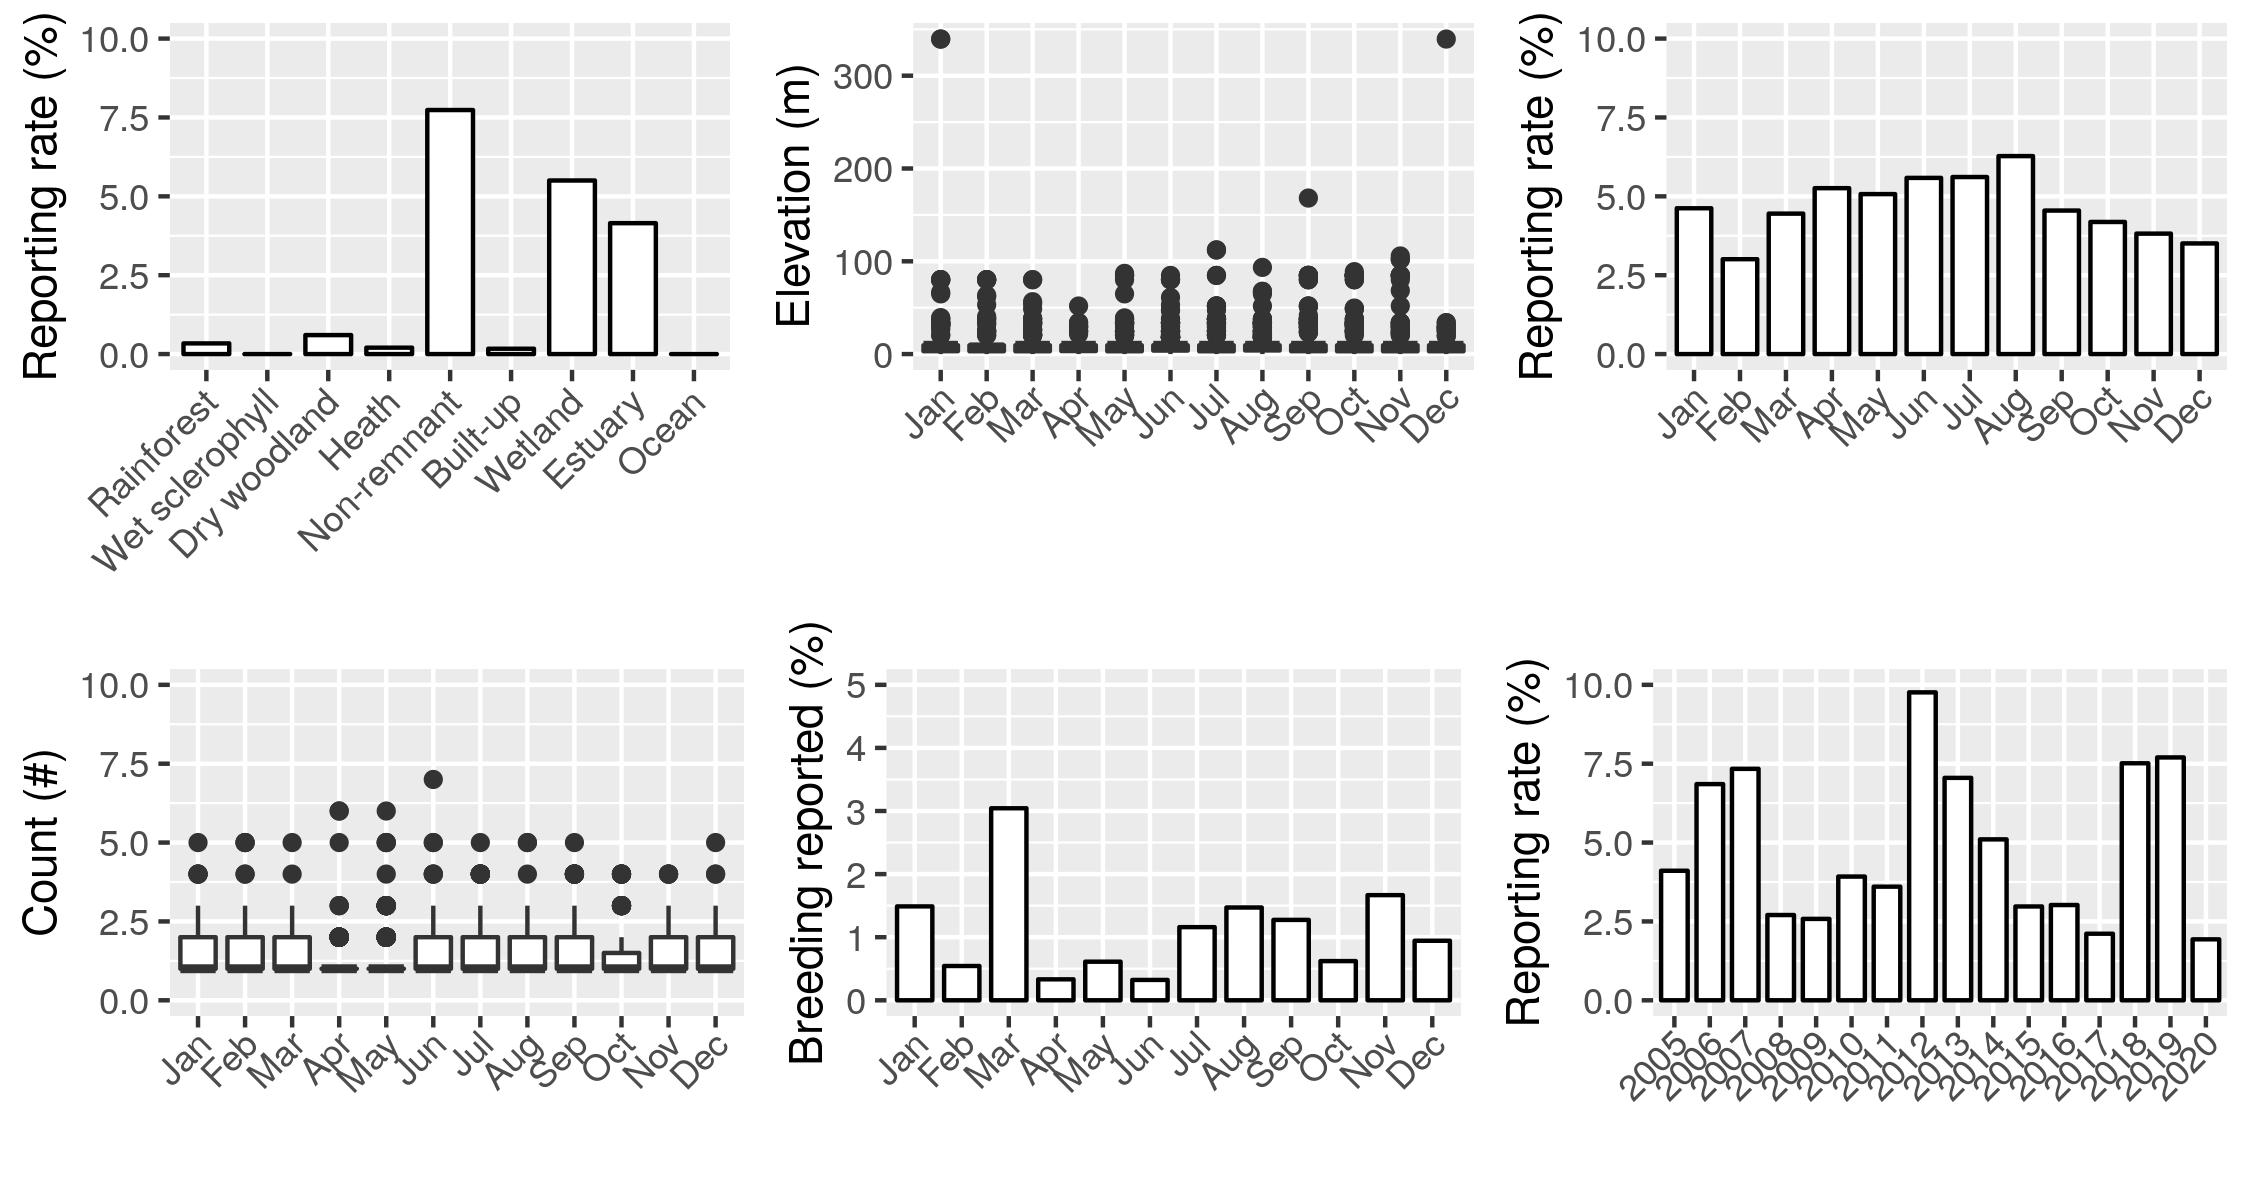 Reporting rate (%)
10.0
7.5
5.0
2.5
0.0
Rainforest
Wet sclerophyll
Dry woodland
Heath
Non-remnant
Built-up
Wetland
Estuary
Ocean
Elevation (m)
300
200
100
0
Jan
Feb
Mar
Apr
May
Jun
Jul
Aug
Sep
Oct
Nov
Dec
Reporting rate (%)
10.0
7.5
5.0
2.5
0.0
Jan
Feb
Mar
Apr
May
Jun
Jul
Aug
Sep
Oct
Nov
Dec
Count (#)
10.0
7.5
5.0
2.5
0.0
Jan
Feb
Mar
Apr
May
Jun
Jul
Aug
Sep
Oct
Nov
Dec
Breeding reported (%)
5
4
3
2
1
0
Jan
Feb
Mar
Apr
May
Jun
Jul
Aug
Sep
Oct
Nov
Dec
Reporting rate (%)
10.0
7.5
5.0
2.5
0.0
2005
2006
2007
2008
2009
2010
2011
2012
2013
2014
2015
2016
2017
2018
2019
2020